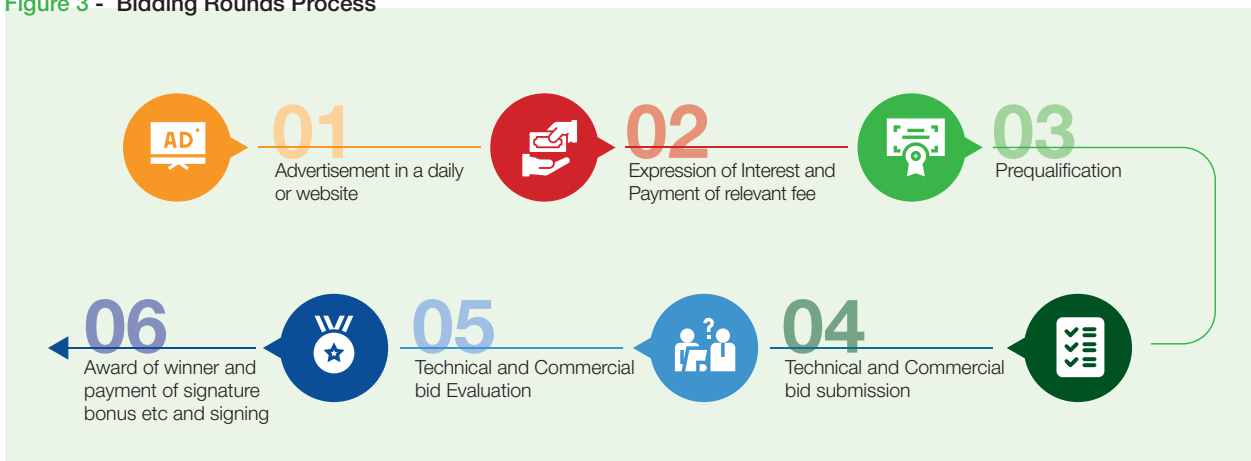 Figure 3 - Bidding Rounds Process
AD
01
Advertisement in a daily
or website
02
Expression of Interest and
Payment of relevant fee
03
Prequalification
04
Technical and Commercial
bid submission
?
05
Technical and Commercial
bid Evaluation
06
Award of winner and
payment of signature
bonus etc and signing